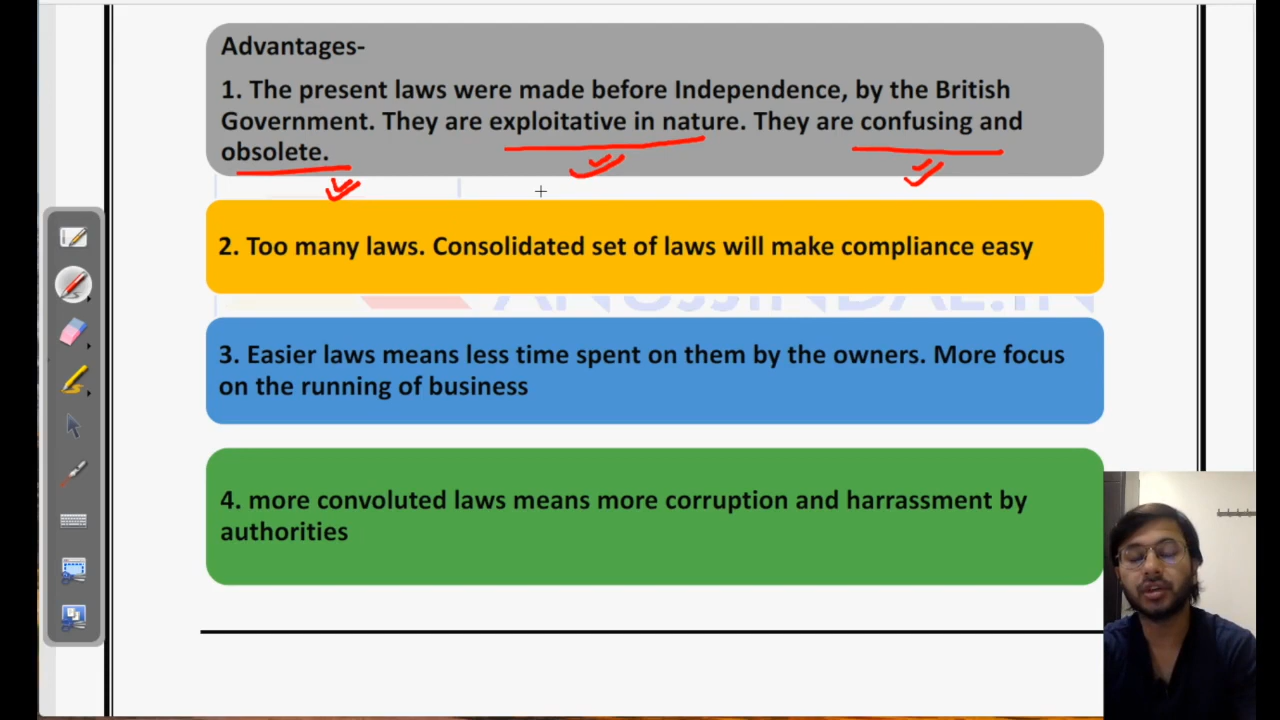 Advantages-
1. The present laws were made before Independence, by the British
Government. They are exploitative in nature. They are confusing and
obsolete.
2. Too many laws. Consolidated set of laws will make compliance easy
ANUJJINDAL.IN
3. Easier laws means less time spent on them by the owners. More focus
on the running of business
4. more convoluted laws means more corruption and harrassment by
authorities